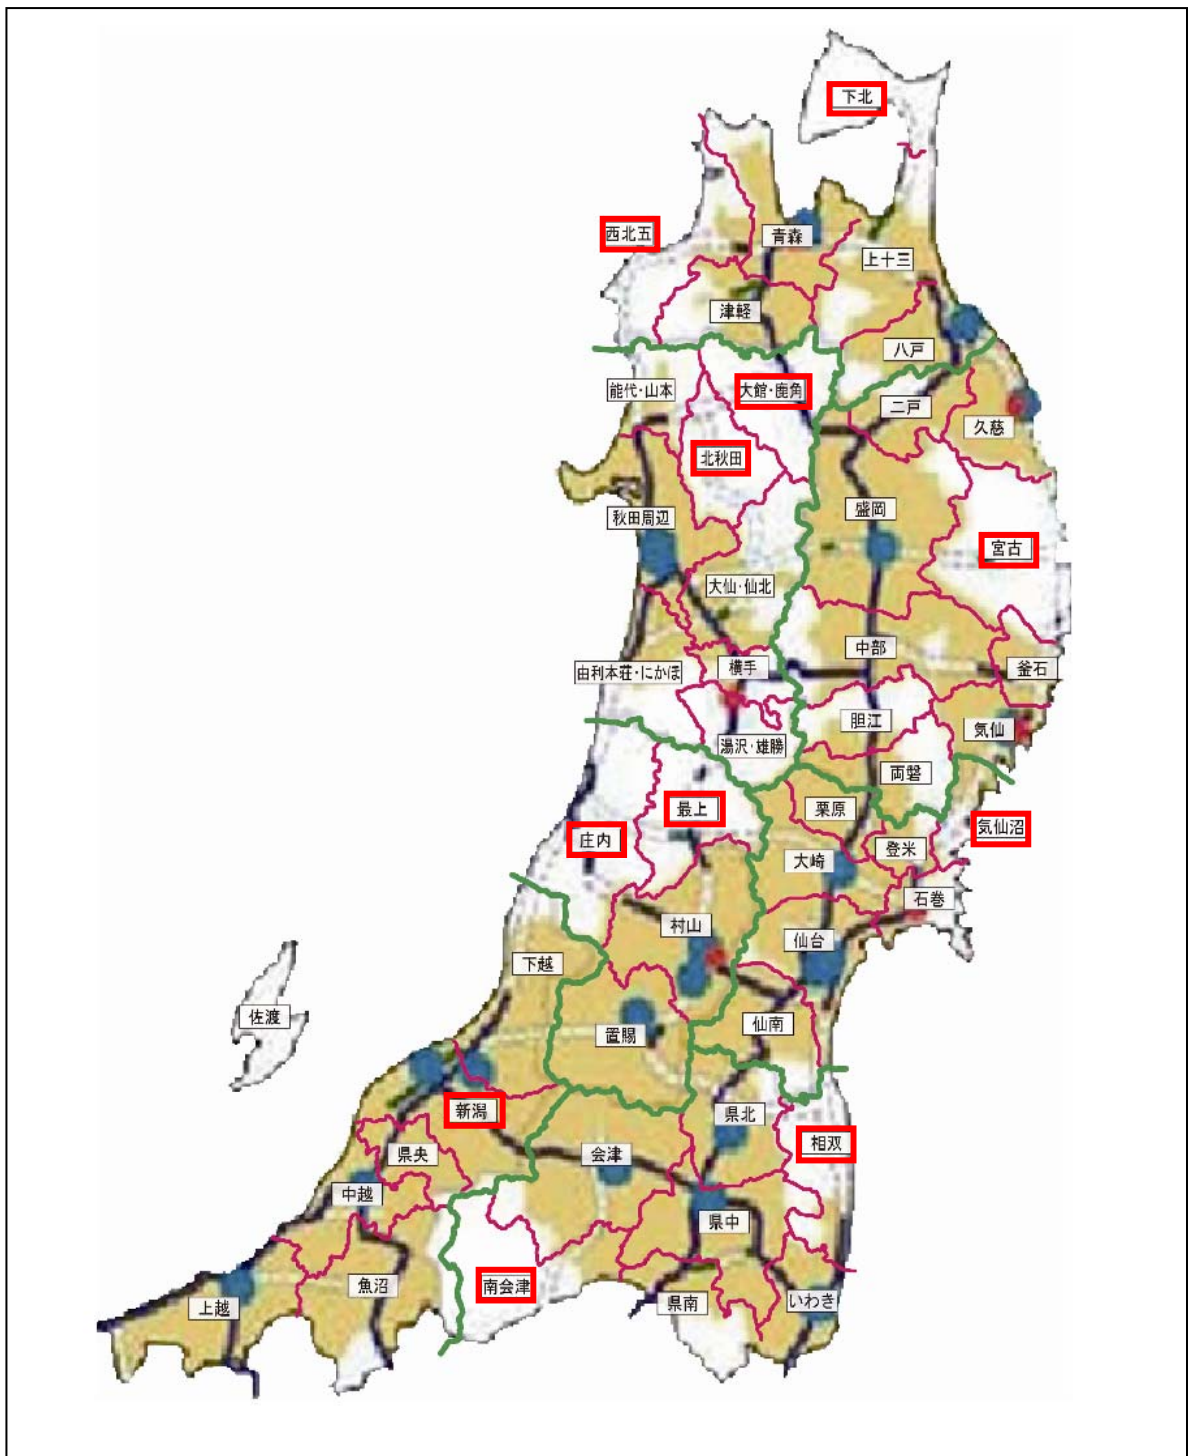 下北
西北五
青森
上十三
津軽
八戸
能代・山本
大館・鹿角
二戸
久慈
北秋田
秋田周辺
盛岡
宮古
大仙・仙北
中部
横手
釜石
由利本荘・にかほ
胆江
気仙
湯沢・雄勝
両磐
最上
栗原
気仙沼
庄内
登米
大崎
石巻
村山
仙台
下越
佐渡
置賜
仙南
新潟
県北
相双
県央
会津
中越
県中
魚沼
南会津
県南
いわき
上越